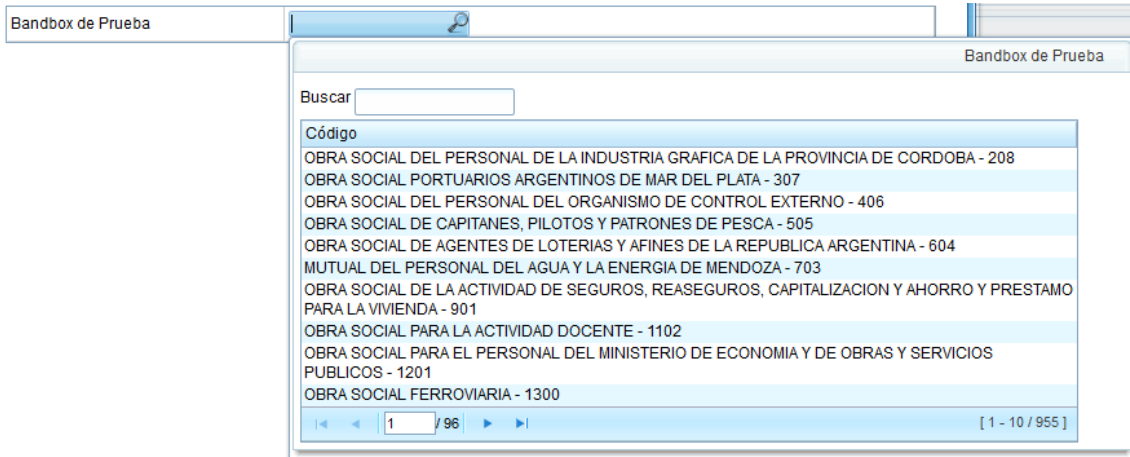 Bandbox de Prueba
Bandbox de Prueba
Buscar
Código
OBRA SOCIAL DEL PERSONAL DE LA INDUSTRIA GRAFICA DE LA PROVINCIA DE CORDOBA - 208
OBRA SOCIAL PORTUARIOS ARGENTINOS DE MAR DEL PLATA - 307
OBRA SOCIAL DEL PERSONAL DEL ORGANISMO DE CONTROL EXTERNO - 406
OBRA SOCIAL DE CAPITANES, PILOTOS Y PATRONES DE PESCA - 505
OBRA SOCIAL DE AGENTES DE LOTERIAS Y AFINES DE LA REPUBLICA ARGENTINA - 604
MUTUAL DEL PERSONAL DEL AGUA Y LA ENERGIA DE MENDOZA - 703
OBRA SOCIAL DE LA ACTIVIDAD DE SEGUROS, REASEGUROS, CAPITALIZACION Y AHORRO Y PRESTAMO
PARA LA VIVIENDA - 901
OBRA SOCIAL PARA LA ACTIVIDAD DOCENTE - 1102
OBRA SOCIAL PARA EL PERSONAL DEL MINISTERIO DE ECONOMIA Y DE OBRAS Y SERVICIOS
PUBLICOS - 1201
OBRA SOCIAL FERROVIARIA - 1300
1 / 96 [ 1 - 10 / 955 ]